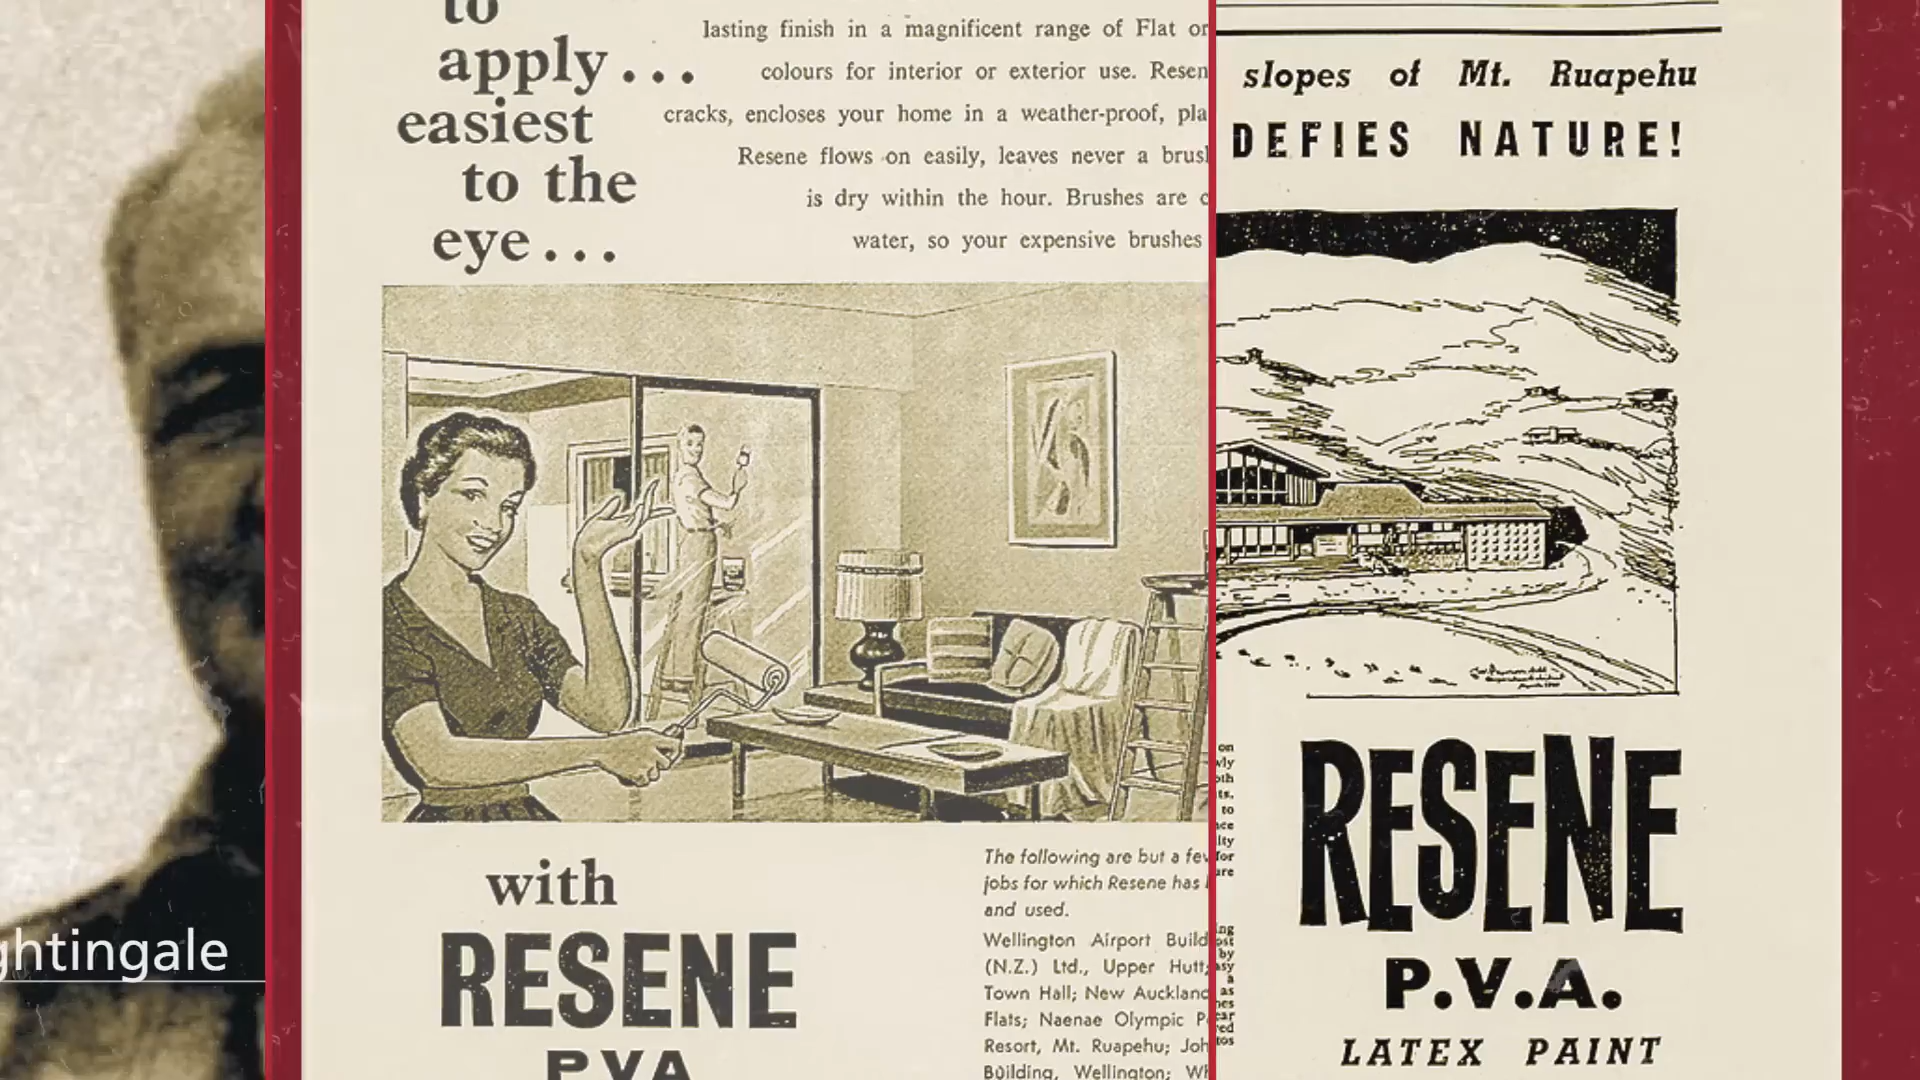 to
apply...
easiest
to the
eye...
lasting finish in a magnificent range of Flat or
colours for interior or exterior use. Resen
cracks, encloses your home in a weather-proof, pla
Resene flows on easily, leaves never a brus
is dry within the hour. Brushes are c
water, so your expensive brushes
with
RESENE
PVA
The following are but a few
jobs for which Resene has
and used.
Wellington Airport Build
(N.Z.) Ltd., Upper Hutt;
Town Hall; New Auckland
Flats; Naenae Olympic P
Resort, Mt. Ruapehu; Joh
Building, Wellington; Wh
slopes of Mt. Ruapehu
DEFIES NATURE!
RESENE
P.V.A.
LATEX PAINT
ghtingale